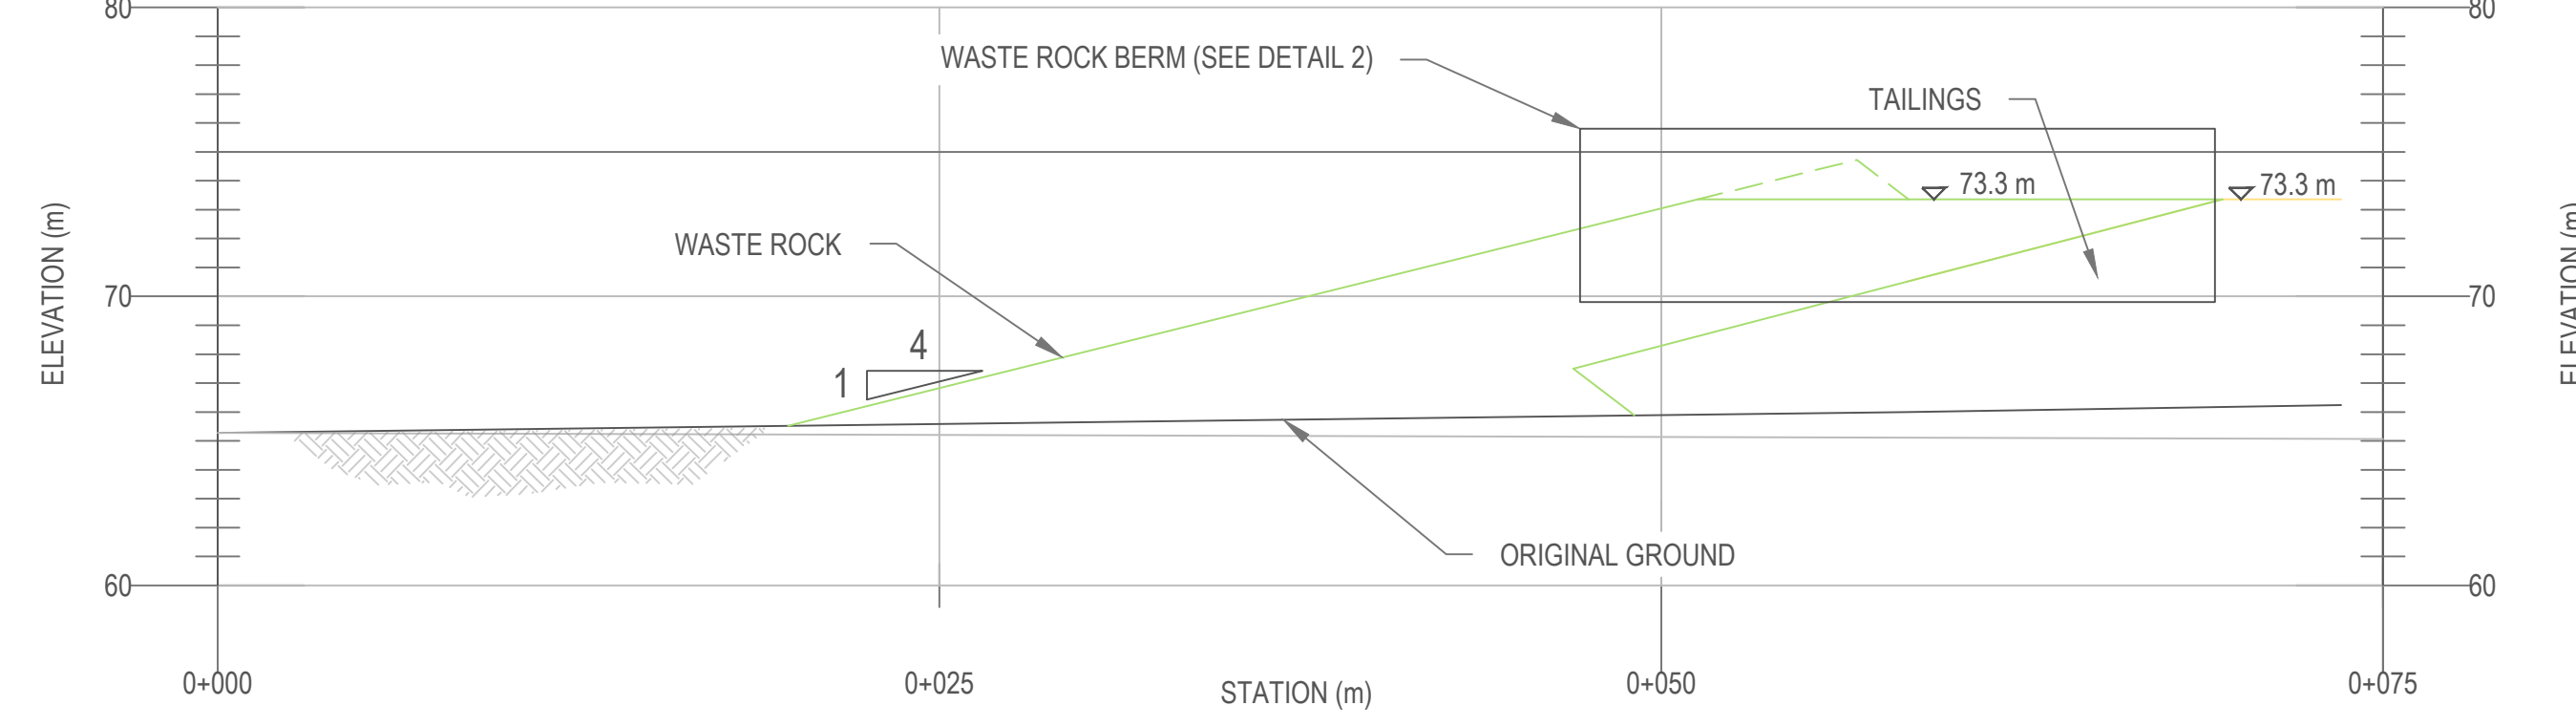 80
80
WASTE ROCK BERM (SEE DETAIL 2)
TAILINGS
73.3 m
73.3 m
WASTE ROCK
ELEVATION (m)
ELEVATION (m)
70
70
4
1
ORIGINAL GROUND
60
60
0+000
0+025
STATION (m)
0+050
0+075